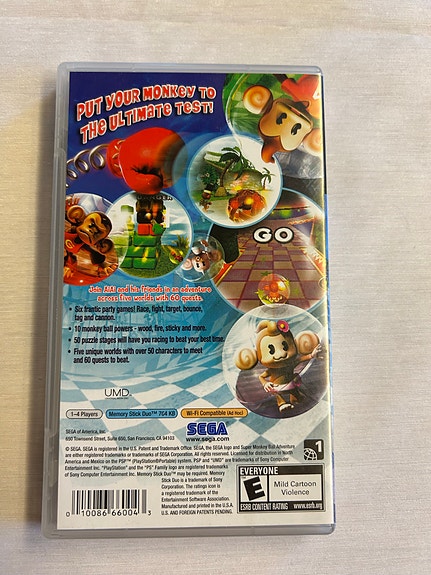 PUT YOUR MONKEY TO
THE ULTIMATE TEST!
DANGER
GO
Join AiAi and his friends in an adventure
across five worlds with 60 quests.
• Six frantic party games! Race, fight, target, bounce,
tag and cannon.
• 10 monkey ball powers - wood, fire, sticky and more.
• 50 puzzle stages will have you racing to beat your best time.
• Five unique worlds with over 50 characters to meet
and 60 quests to beat.
UMD
1-4 Players
Memory Stick Duo™ 704 KB
Wi-Fi Compatible (Ad Hoc)
SEGA of America, Inc.
650 Townsend Street, Suite 650, San Francisco, CA 94103
SEGA
www.sega.com
© SEGA. SEGA is registered in the U.S. Patent and Trademark Office. SEGA, the SEGA logo and Super Monkey Ball Adventure
are either registered trademarks or trademarks of SEGA Corporation. All rights reserved. Licensed for distribution in North
America and Mexico on the PSP™ (PlayStation®Portable) system. "PSP" and "UMD" are trademarks of Sony Computer
Entertainment Inc. "PlayStation" and the "PS" Family logo are registered trademarks
of Sony Computer Entertainment Inc. "PSP™" may be required. Memory
Stick Duo is a trademark of Sony Corporation. The ratings icon is
a registered trademark of the
Entertainment Software Association.
Manufactured and printed in the U.S.A.
U.S. AND FOREIGN PATENTS PENDING.
1
EVERYONE
E
Mild Cartoon
Violence
ESRB CONTENT RATING
www.esrb.org
0 10086 66004 3